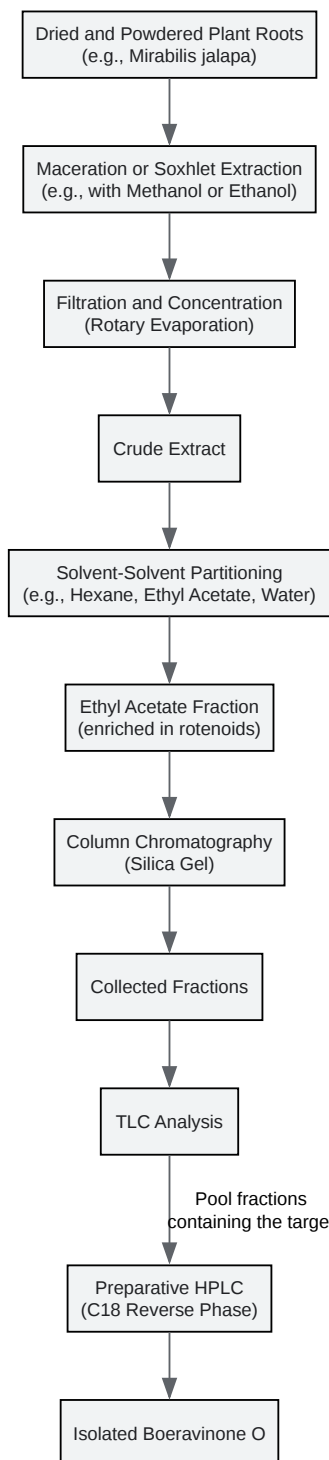 Dried and Powdered Plant Roots
(e.g., Mirabilis jalapa)
Maceration or Soxhlet Extraction
(e.g., with Methanol or Ethanol)
Filtration and Concentration
(Rotary Evaporation)
Crude Extract
Solvent-Solvent Partitioning
(e.g., Hexane, Ethyl Acetate, Water)
Ethyl Acetate Fraction
(enriched in rotenoids)
Column Chromatography
(Silica Gel)
Collected Fractions
TLC Analysis
Pool fractions
containing the targe
Preparative HPLC
(C18 Reverse Phase)
Isolated Boeravinone O